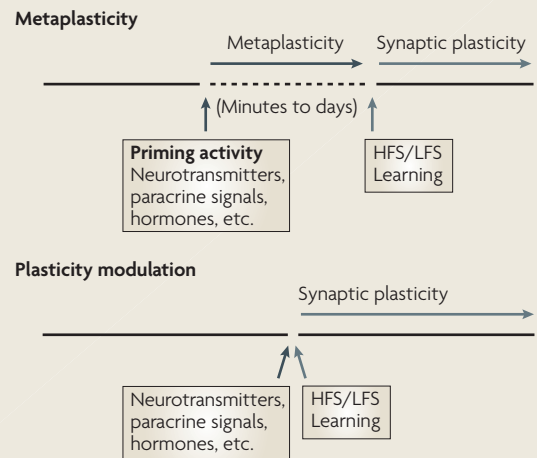 Metaplasticity
Metaplasticity
Synaptic plasticity
(Minutes to days)
Priming activity
Neurotransmitters,
paracrine signals,
hormones, etc.
HFS/LFS
Learning
Plasticity modulation
Synaptic plasticity
Neurotransmitters,
paracrine signals,
hormones, etc.
HFS/LFS
Learning